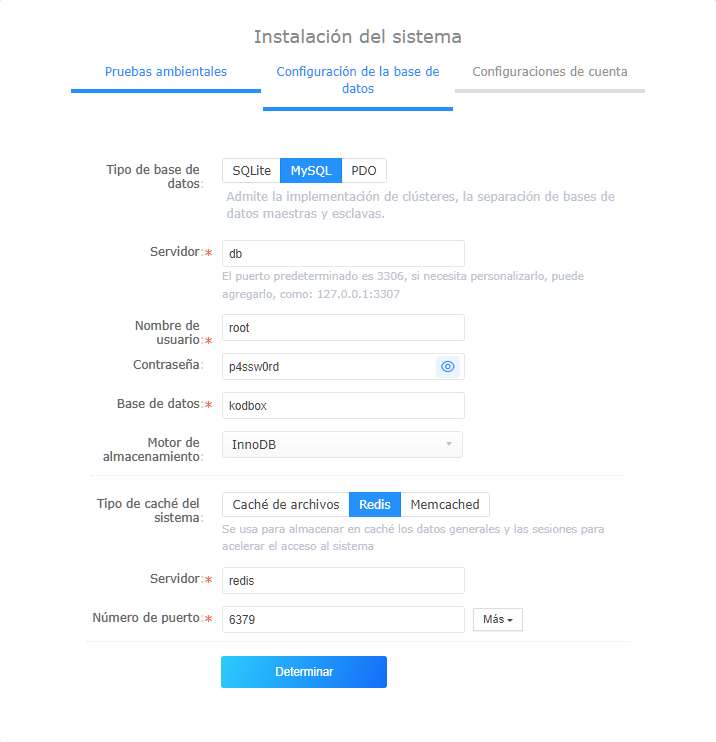 Instalación del sistema
Pruebas ambientales
Configuración de la base de
datos
Configuraciones de cuenta
Tipo de base de
datos:
SQLite
MySQL
PDO
Admite la implementación de clústeres, la separación de bases de
datos maestras y esclavas.
Servidor:*
db
El puerto predeterminado es 3306, si necesita personalizarlo, puede
agregarlo, como: 127.0.0.1:3307
Nombre de
usuario:*
root
Contraseña:
p4ssw0rd
Base de datos:*
kodbox
Motor de
almacenamiento:
InnoDB
Tipo de caché del
sistema:
Caché de archivos
Redis
Memcached
Se usa para almacenar en caché los datos generales y las sesiones para
acelerar el acceso al sistema
Servidor:*
redis
Número de puerto:*
6379
Más
Determinar